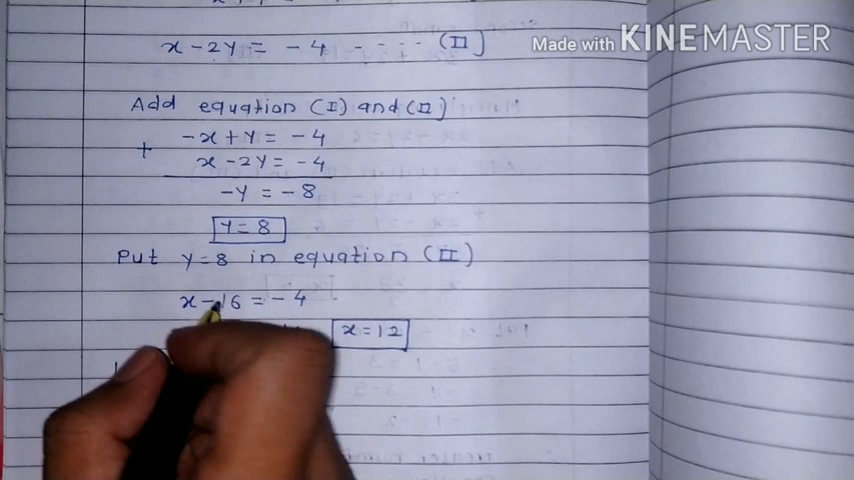 x - 2y = -4 - - - - (II)
Made with KINEMASTER
Add equation (I) and (II)
-x + y = -4
+ x - 2y = -4
-y = -8
y = 8
Put y = 8 in equation (II)
x - 16 = -4
x = 12